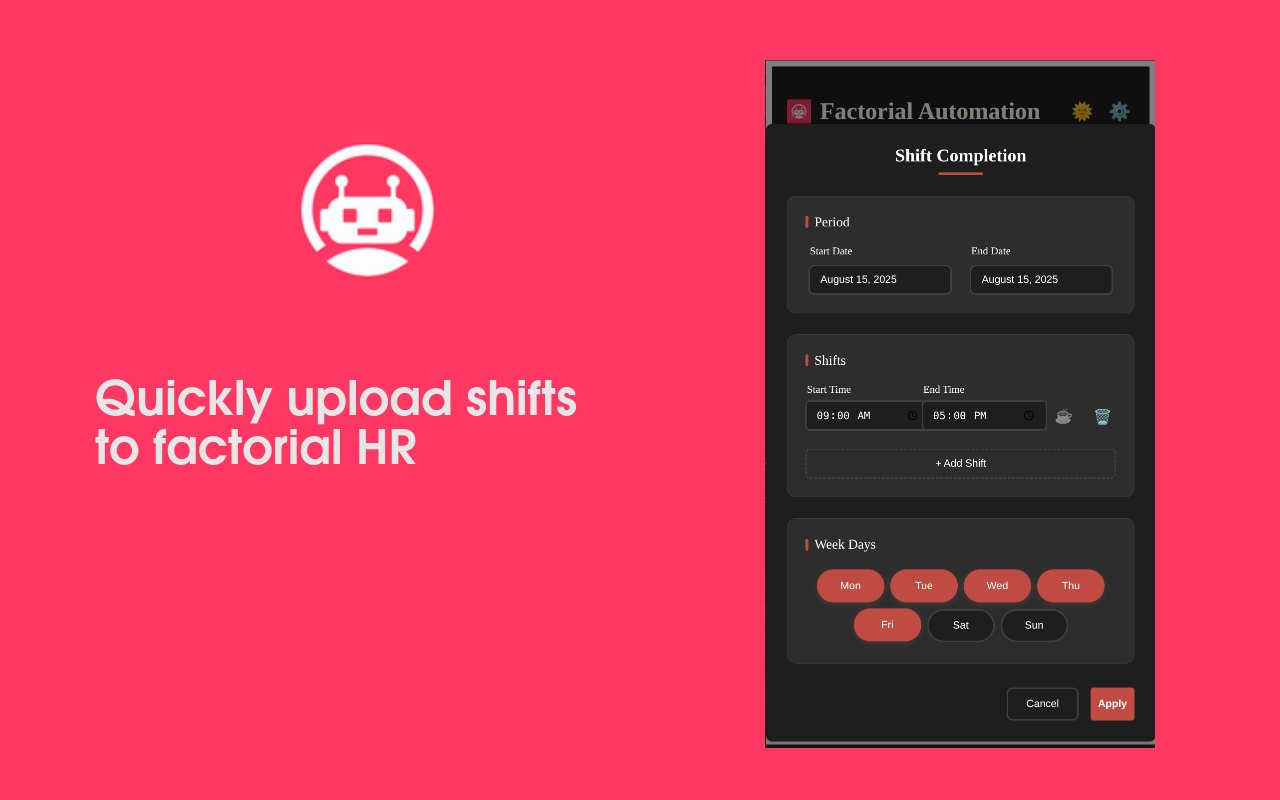 Quickly upload shifts
to factorial HR
Factorial Automation
Shift Completion
Period
Start Date End Date
August 15, 2025 August 15, 2025
Shifts
Start Time End Time
09:00 AM 05:00 PM
+ Add Shift
Week Days
Mon Tue Wed Thu
Fri Sat Sun
Cancel Apply